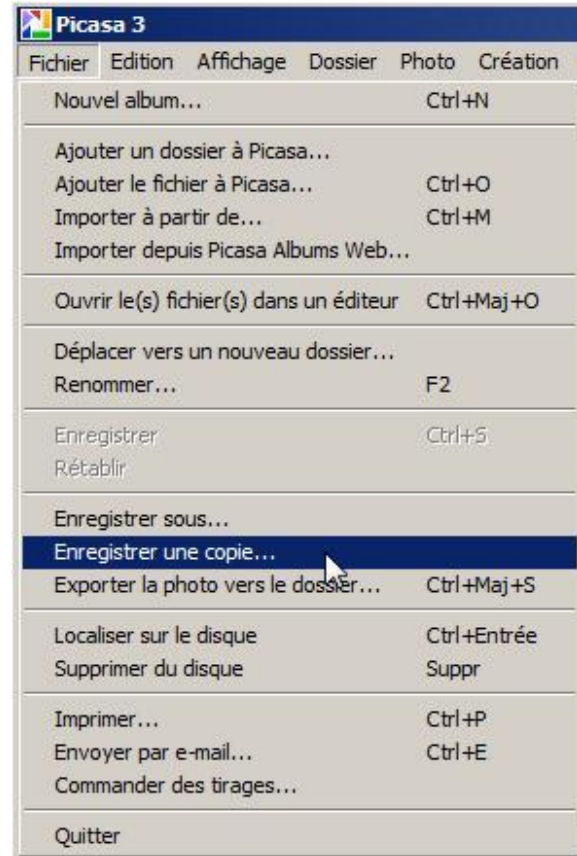 Picasa 3
Fichier Edition Affichage Dossier Photo Création
Nouvel album... Ctrl+N
Ajouter un dossier à Picasa...
Ajouter le fichier à Picasa... Ctrl+O
Importer à partir de... Ctrl+M
Importer depuis Picasa Albums Web...
Ouvrir le(s) fichier(s) dans un éditeur Ctrl+Maj+O
Déplacer vers un nouveau dossier...
Renommer... F2
Enregistrer Ctrl+S
Rétablir
Enregistrer sous...
Enregistrer une copie...
Exporter la photo vers le dossier... Ctrl+Maj+S
Localiser sur le disque Ctrl+Entrée
Supprimer du disque Suppr
Imprimer... Ctrl+P
Envoyer par e-mail... Ctrl+E
Commander des tirages...
Quitter